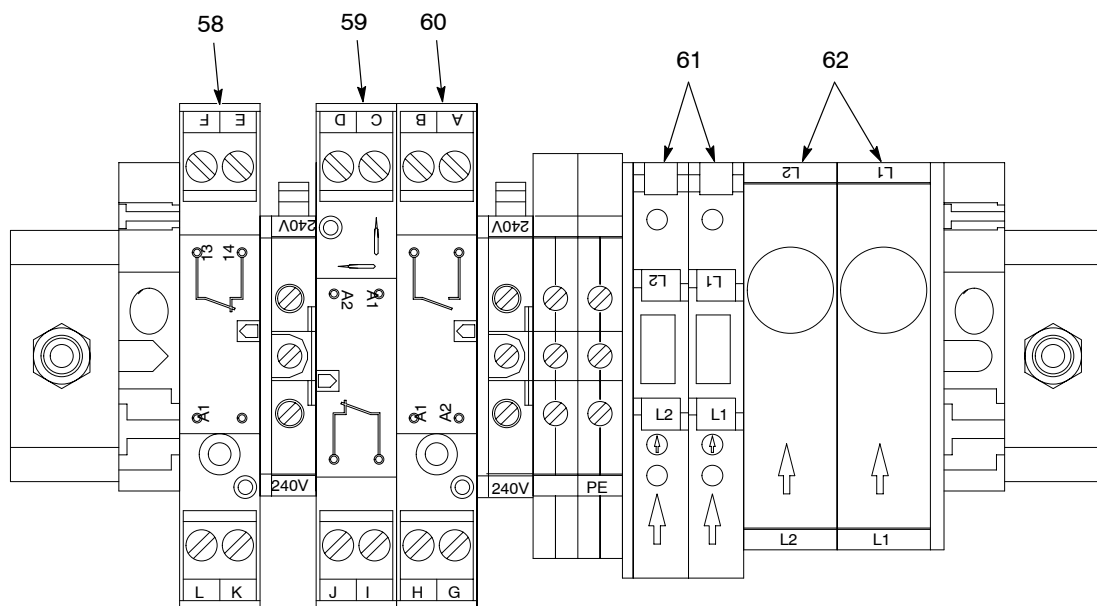 58 59 60 61 62
F E D C B A L2 L1
240V 240V
13 14
A2 A1 L2 L1
A1 A1 A2 L2 L1
240V 240V PE
L2 L1
L K J I H G